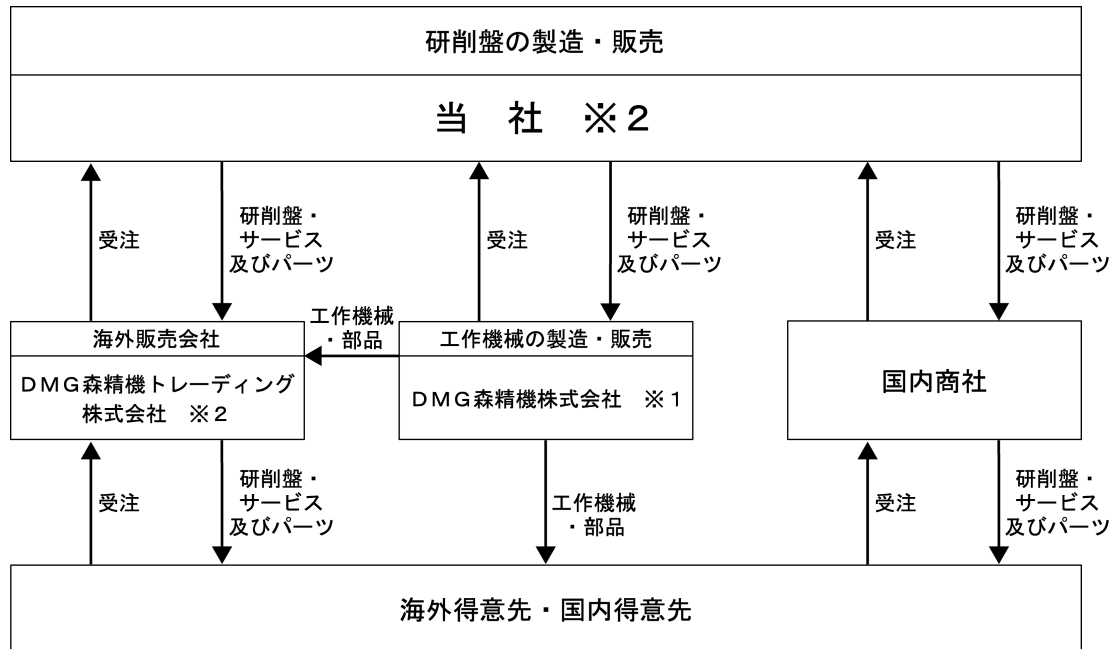 研削盤の製造・販売
当　社　※２
受注
研削盤・
サービス
及びパーツ
受注
研削盤・
サービス
及びパーツ
受注
研削盤・
サービス
及びパーツ
海外販売会社
ＤＭＧ森精機トレーディング
株式会社　※２
工作機械
・部品
工作機械の製造・販売
ＤＭＧ森精機株式会社　※１
国内商社
受注
研削盤・
サービス
及びパーツ
工作機械
・部品
受注
研削盤・
サービス
及びパーツ
海外得意先・国内得意先